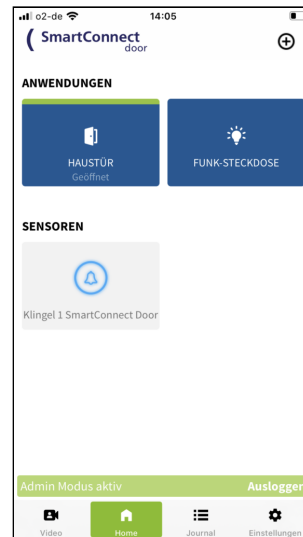 o2-de 14:05
SmartConnect
door
ANWENDUNGEN
HAUSTÜR
Geöffnet
FUNK-STECKDOSE
SENSOREN
Klingel 1 SmartConnect Door
Admin Modus aktiv Ausloggen
Video Home Journal Einstellungen